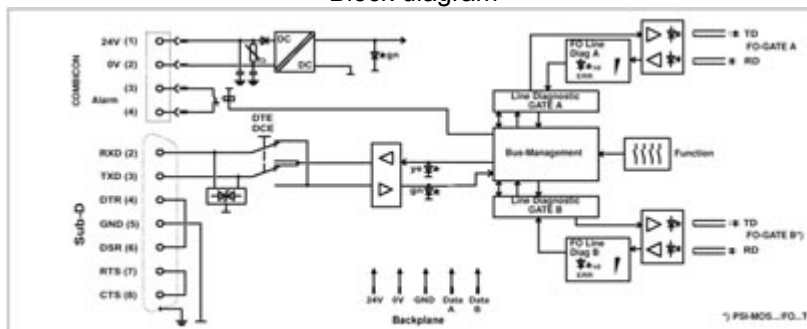 Block diagram
COMBICON
24V (1)
0V (2)
(3)
Alarm
(4)
DC
DC
gn
DTE
DCE
Sub-D
RXD (2)
TXD (3)
DTR (4)
GND (5)
DSR (6)
RTS (7)
CTS (8)
ye
gn
FO Line
Diag A
ERR
Line Diagnostic
GATE A
Bus-Management
Function
Line Diagnostic
GATE B
FO Line
Diag B
ERR
TD
FO-GATE A
RD
TD
FO-GATE B*)
RD
24V 0V GND Data A Data B
Backplane
*) PSI-MOS.../FO...T